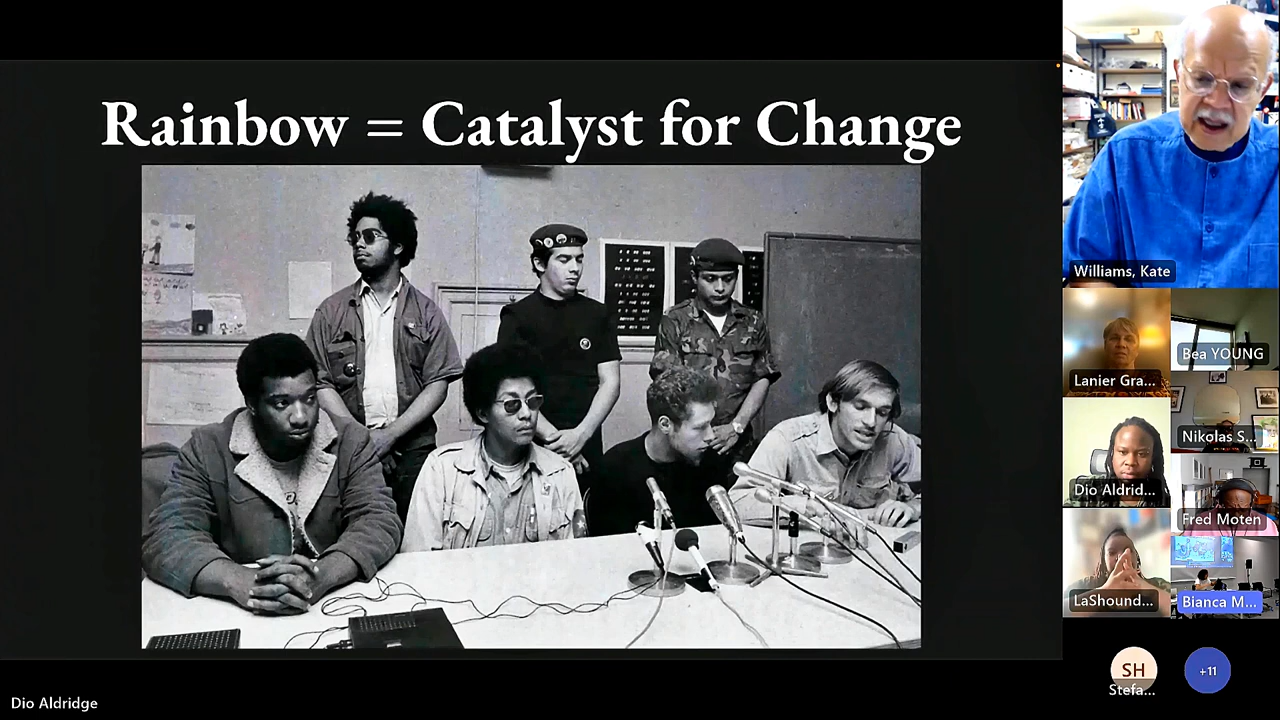 Rainbow = Catalyst for Change
Williams, Kate
Lanier Gra...
Bea YOUNG
Nikolas S...
Dio Aldrid...
Fred Moten
LaShound...
Bianca M...
SH
Stefa...
+11
Dio Aldridge